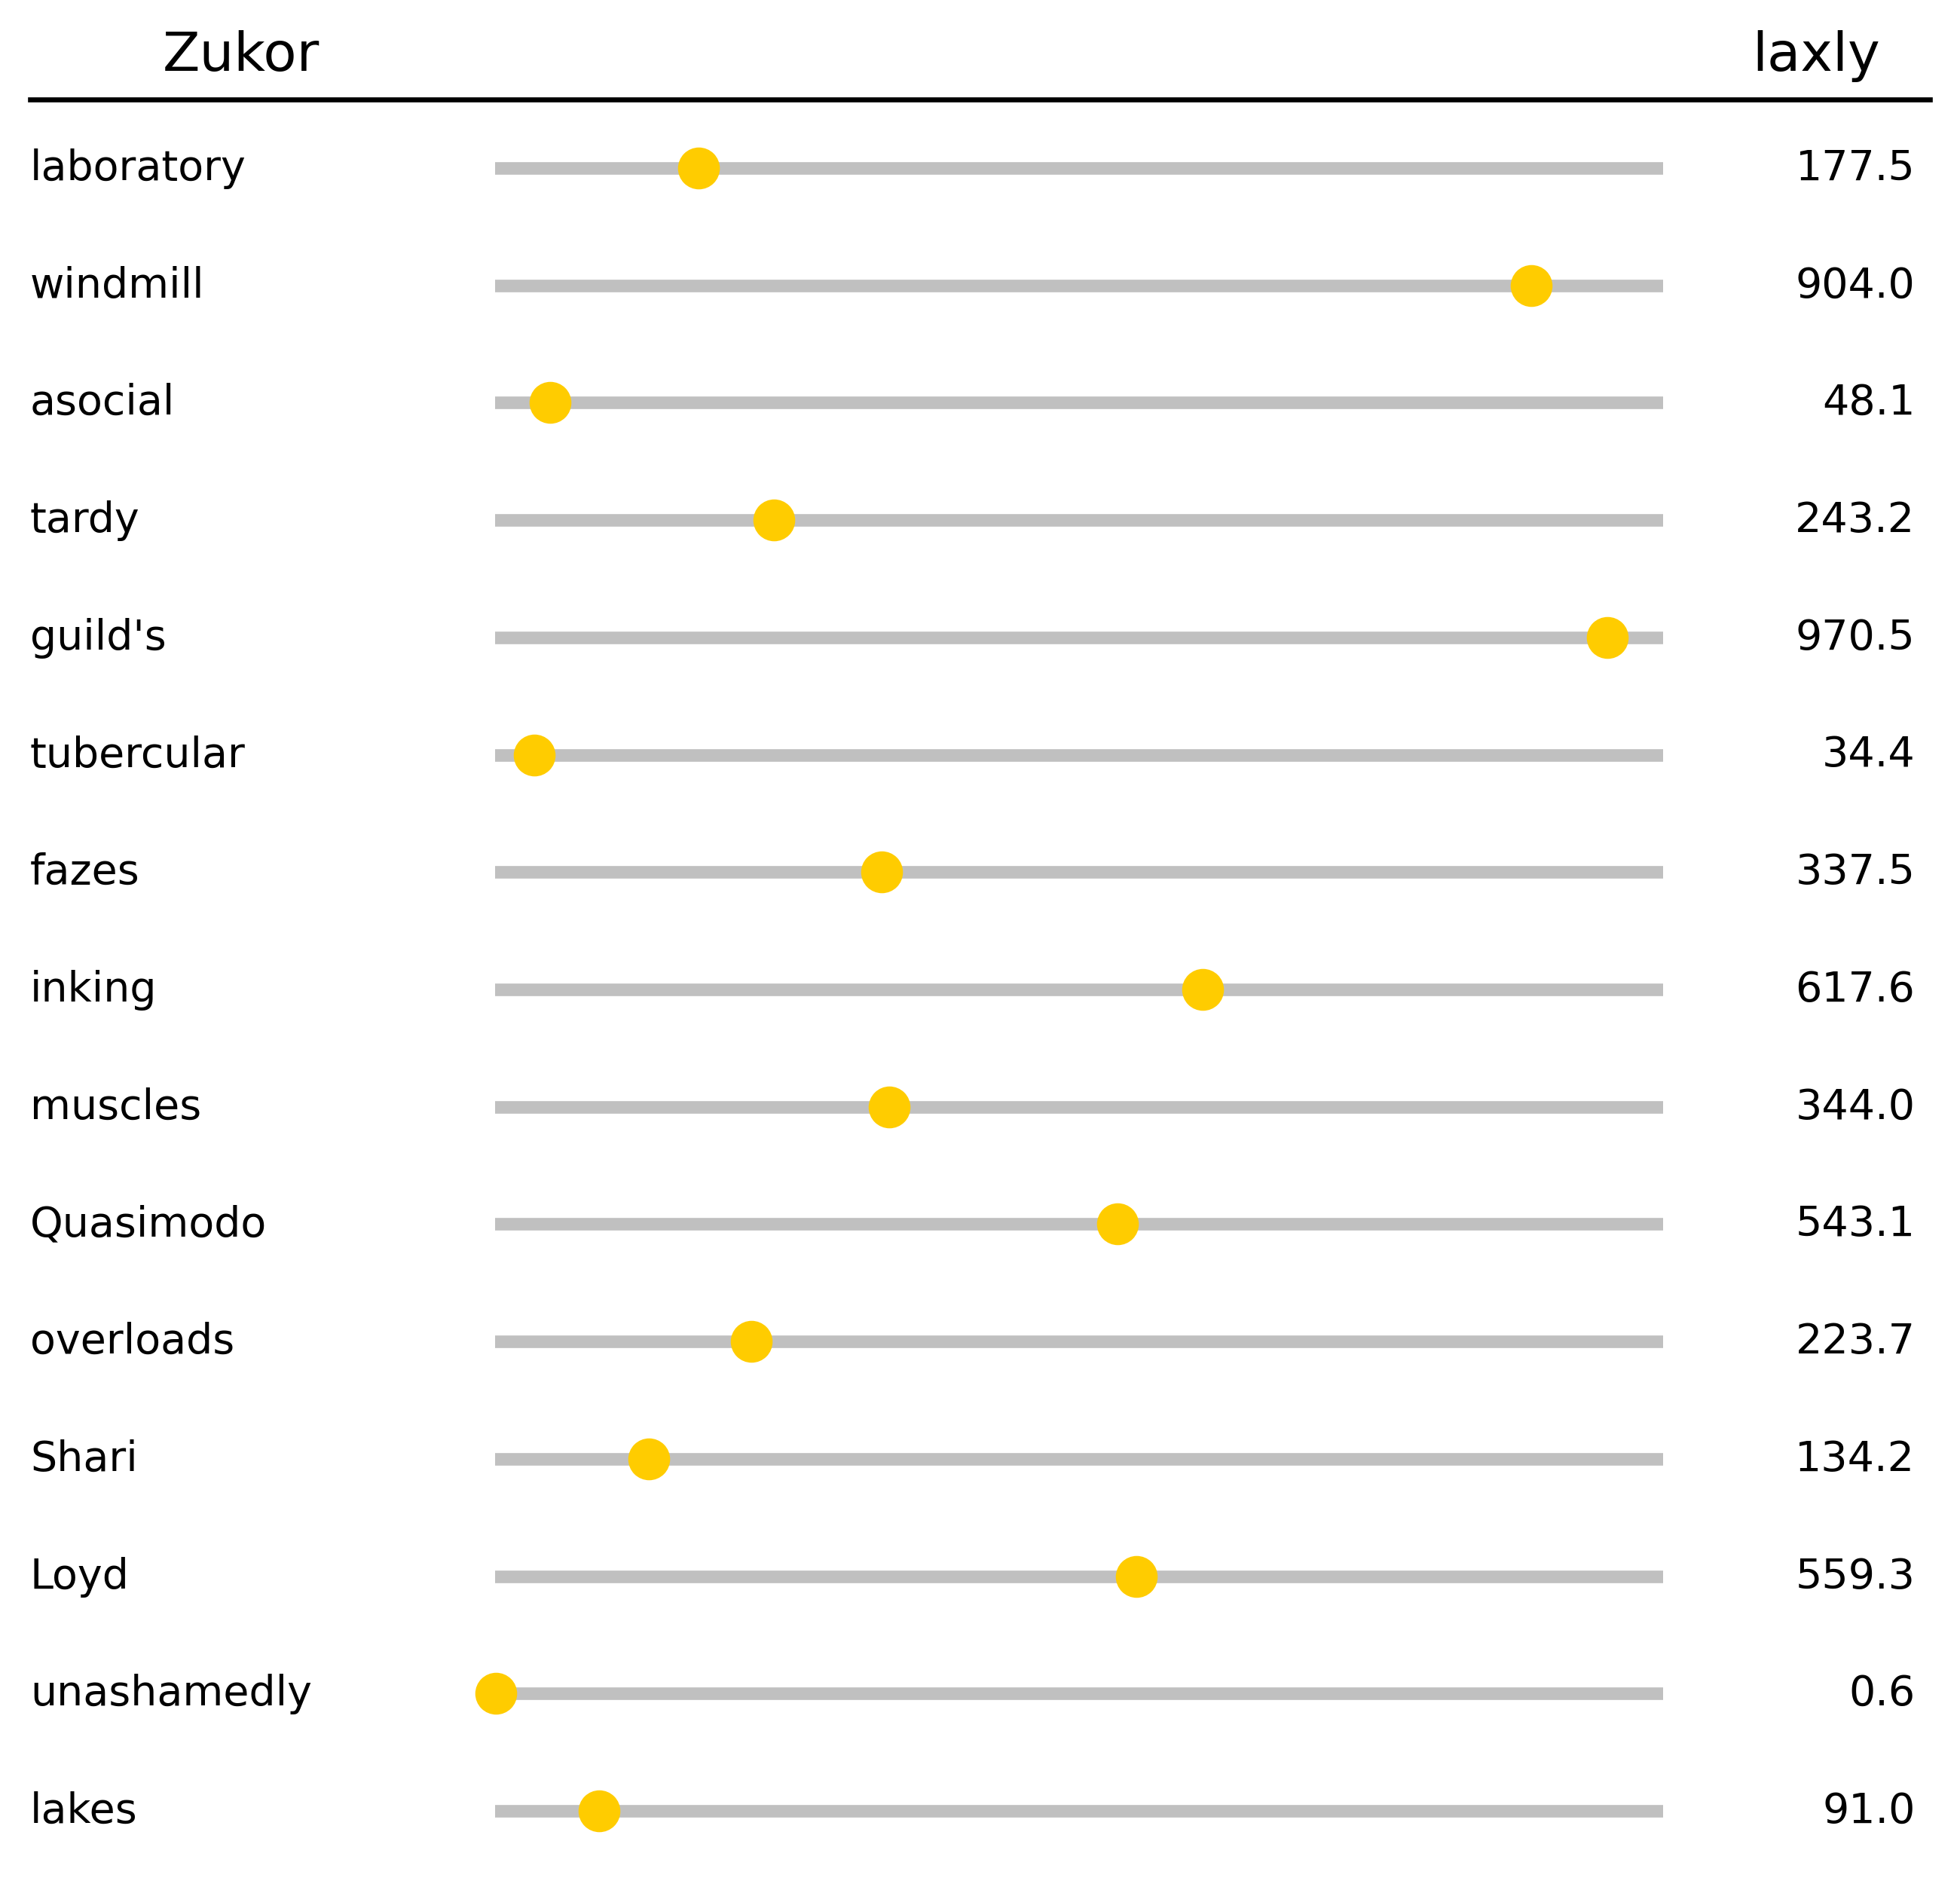 Zukor laxly
laboratory 177.5
windmill 904.0
asocial 48.1
tardy 243.2
guild's 970.5
tubercular 34.4
fazes 337.5
inking 617.6
muscles 344.0
Quasimodo 543.1
overloads 223.7
Shari 134.2
Loyd 559.3
unashamedly 0.6
lakes 91.0